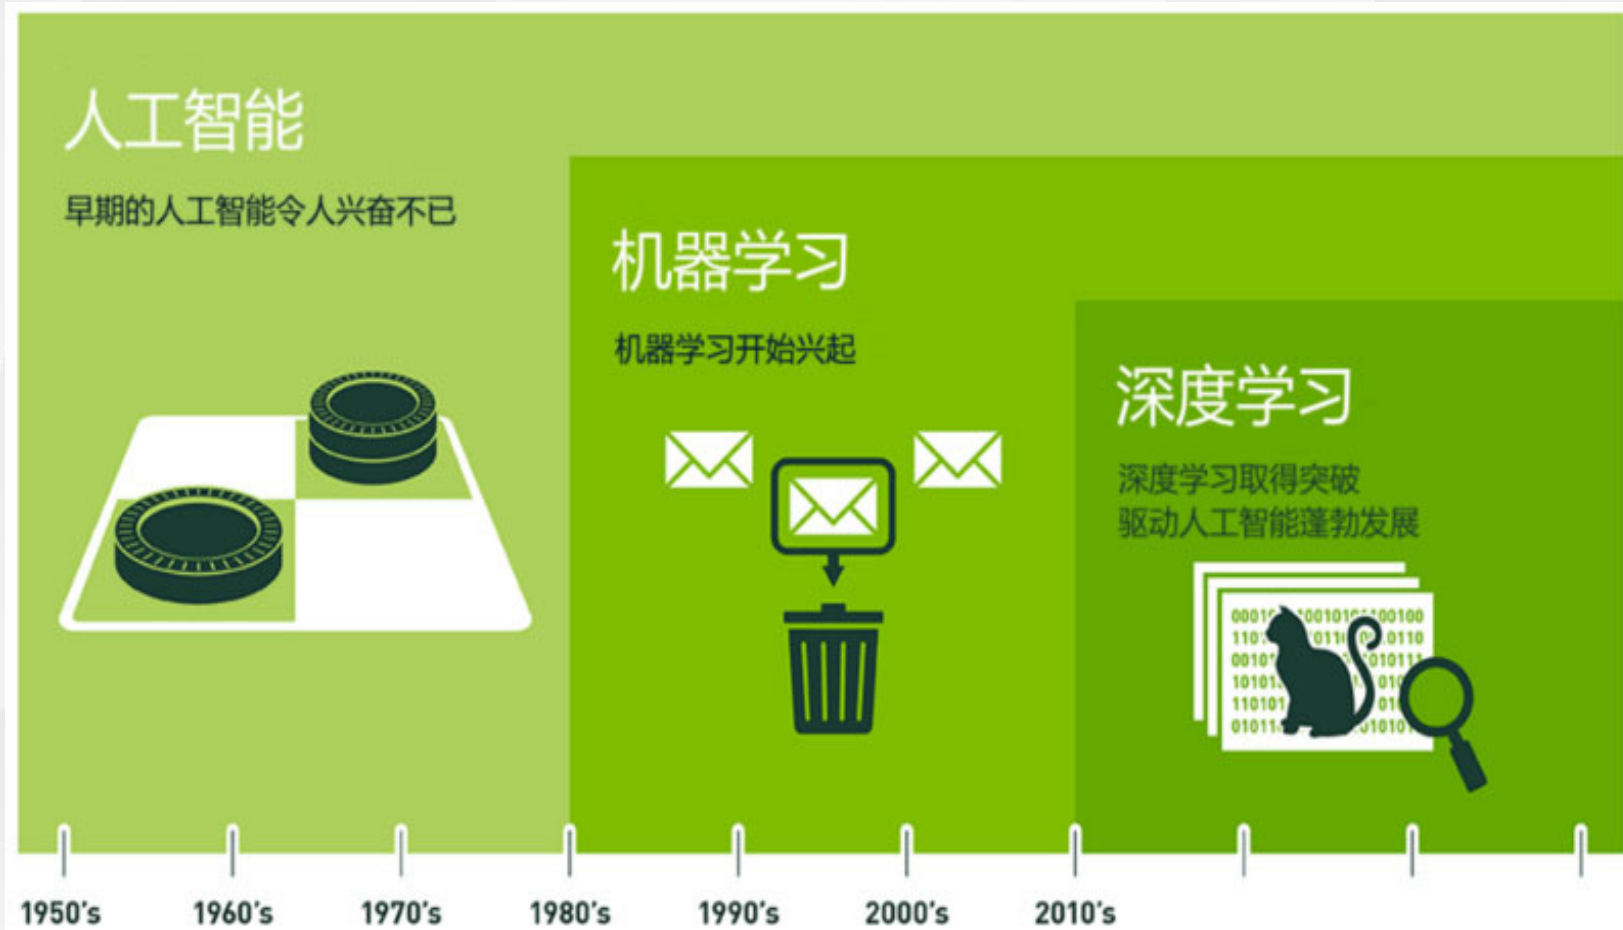 人工智能
早期的人工智能令人兴奋不已
机器学习
机器学习开始兴起
深度学习
深度学习取得突破
驱动人工智能蓬勃发展
1950's
1960's
1970's
1980's
1990's
2000's
2010's